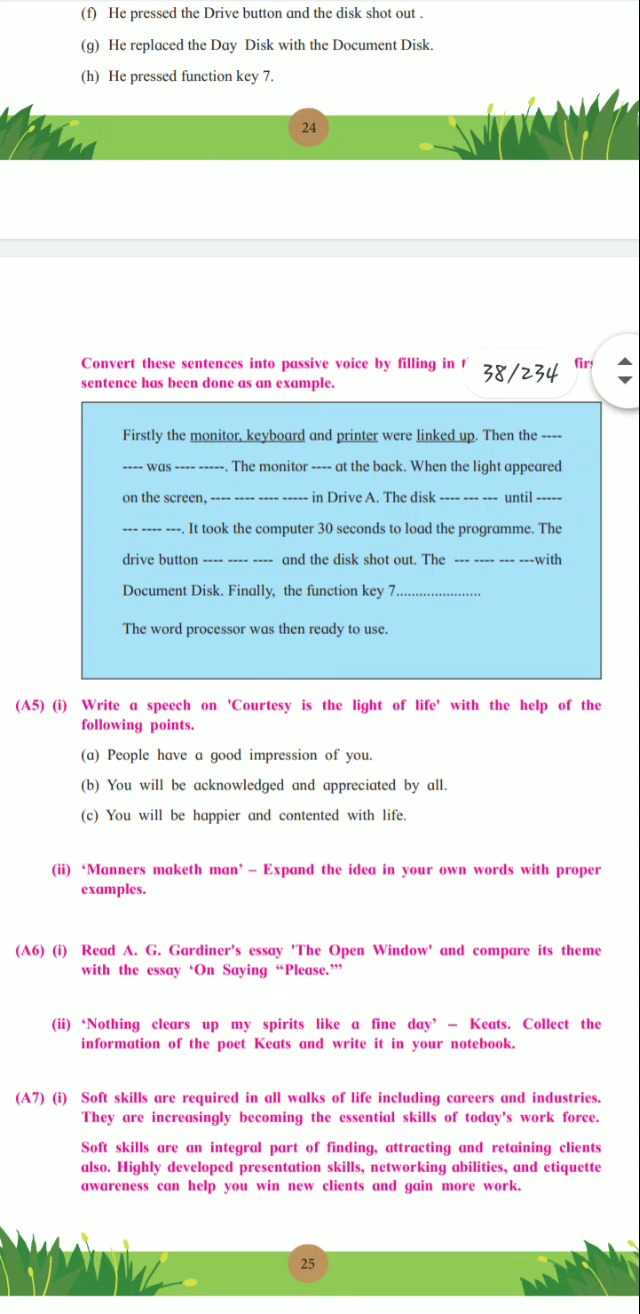 (f) He pressed the Drive button and the disk shot out .
(g) He replaced the Day Disk with the Document Disk.
(h) He pressed function key 7.
24
Convert these sentences into passive voice by filling in
38/234
sentence has been done as an example.
Firstly the monitor, keyboard and printer were linked up. Then the ----
---- was ---- -----. The monitor ---- at the back. When the light appeared
on the screen, ---- ---- ---- ----- in Drive A. The disk ---- --- --- until -----
--- ---- ---. It took the computer 30 seconds to load the programme. The
drive button ---- ---- ---- and the disk shot out. The --- ---- --- ---with
Document Disk. Finally, the function key 7......................
The word processor was then ready to use.
(A5) (i) Write a speech on 'Courtesy is the light of life' with the help of the
following points.
(a) People have a good impression of you.
(b) You will be acknowledged and appreciated by all.
(c) You will be happier and contented with life.
(ii) ‘Manners maketh man’ – Expand the idea in your own words with proper
examples.
(A6) (i) Read A. G. Gardiner's essay 'The Open Window' and compare its theme
with the essay ‘On Saying “Please.”’
(ii) ‘Nothing clears up my spirits like a fine day’ – Keats. Collect the
information of the poet Keats and write it in your notebook.
(A7) (i) Soft skills are required in all walks of life including careers and industries.
They are increasingly becoming the essential skills of today's work force.
Soft skills are an integral part of finding, attracting and retaining clients
also. Highly developed presentation skills, networking abilities, and etiquette
awareness can help you win new clients and gain more work.
25